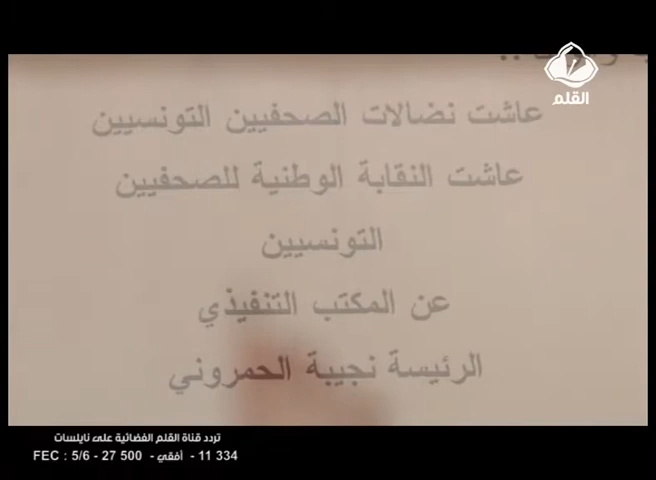 القلم
عاشت نضالات الصحفيين التونسيين
عاشت النقابة الوطنية للصحفيين
التونسيين
عن المكتب التنفيذي
الرئيسة نجيبة الحمروني
تردد قناة القلم الفضائية على نايلسات
11 334 - أفقي - 27 500 - FEC : 5/6